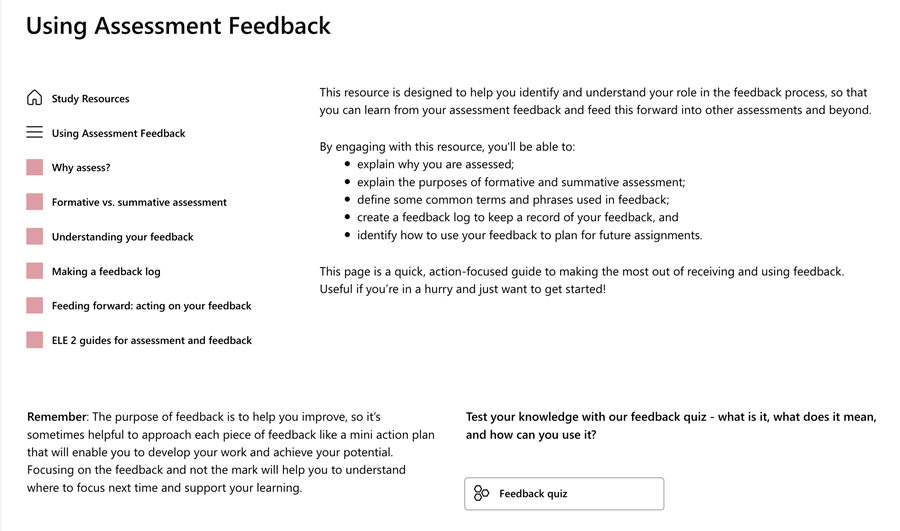 Using Assessment Feedback
Study Resources
Using Assessment Feedback
Why assess?
Formative vs. summative assessment
Understanding your feedback
Making a feedback log
Feeding forward: acting on your feedback
ELE 2 guides for assessment and feedback
This resource is designed to help you identify and understand your role in the feedback process, so that
you can learn from your assessment feedback and feed this forward into other assessments and beyond.
By engaging with this resource, you'll be able to:
• explain why you are assessed;
• explain the purposes of formative and summative assessment;
• define some common terms and phrases used in feedback;
• create a feedback log to keep a record of your feedback, and
• identify how to use your feedback to plan for future assignments.
This page is a quick, action-focused guide to making the most out of receiving and using feedback.
Useful if you're in a hurry and just want to get started!
Remember: The purpose of feedback is to help you improve, so it's
sometimes helpful to approach each piece of feedback like a mini action plan
that will enable you to develop your work and achieve your potential.
Focusing on the feedback and not the mark will help you to understand
where to focus next time and support your learning.
Test your knowledge with our feedback quiz - what is it, what does it mean,
and how can you use it?
Feedback quiz